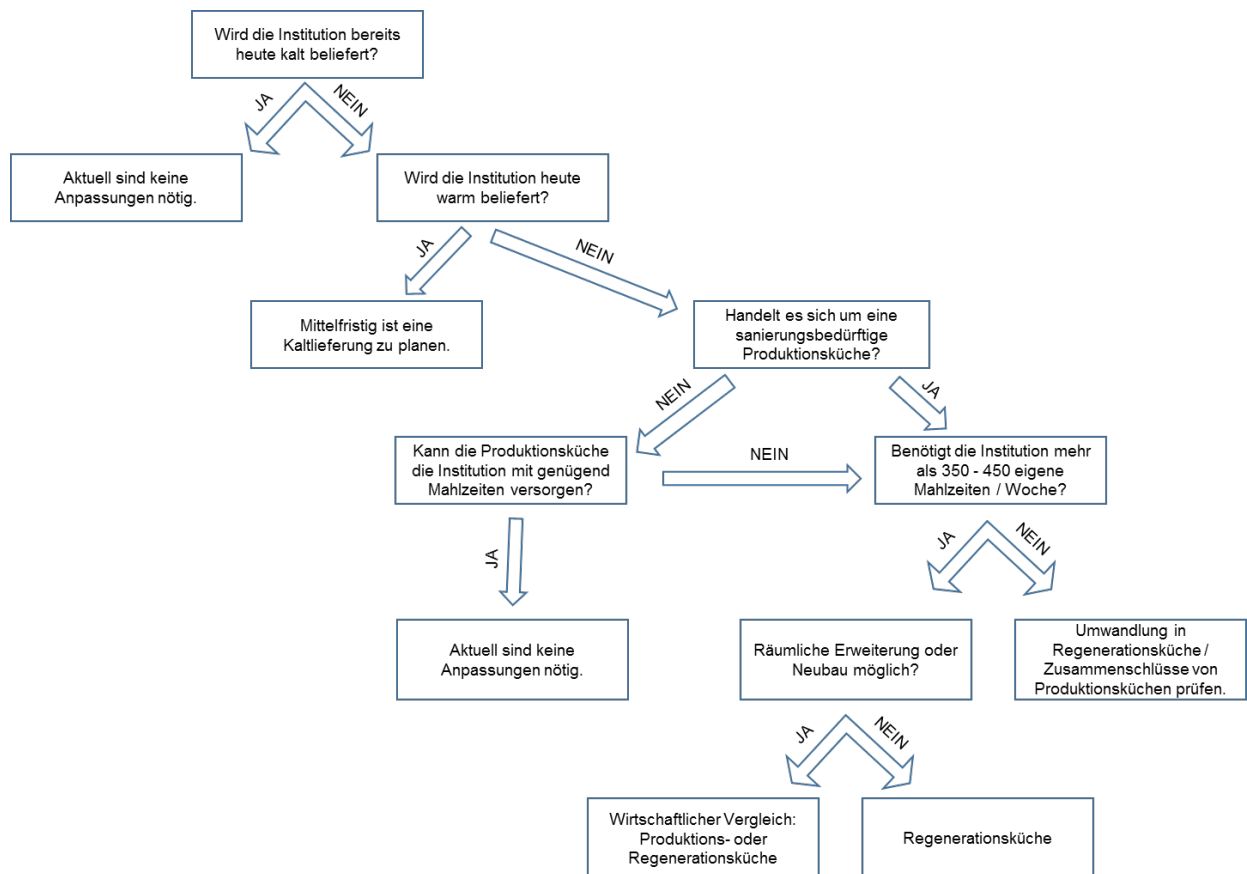 Wird die Institution bereits
heute kalt beliefert?
JA
NEIN
Aktuell sind keine
Anpassungen nötig.
Wird die Institution heute
warm beliefert?
JA
NEIN
Mittelfristig ist eine
Kaltlieferung zu planen.
Handelt es sich um eine
sanierungsbedürftige
Produktionsküche?
NEIN
JA
Kann die Produktionsküche
die Institution mit genügend
Mahlzeiten versorgen?
NEIN
Benötigt die Institution mehr
als 350 - 450 eigene
Mahlzeiten / Woche?
JA
JA
NEIN
Aktuell sind keine
Anpassungen nötig.
Räumliche Erweiterung oder
Neubau möglich?
Umwandlung in
Regenerationsküche /
Zusammenschlüsse von
Produktionsküchen prüfen.
JA
NEIN
Wirtschaftlicher Vergleich:
Produktions- oder
Regenerationsküche
Regenerationsküche